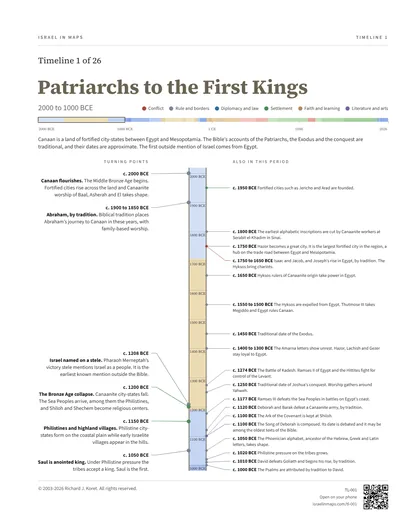 ISRAEL IN MAPS
TIMELINE 1
Timeline 1 of 26
Patriarchs to the First Kings
2000 to 1000 BCE
Conflict
Rule and borders
Diplomacy and law
Settlement
Faith and learning
Literature and arts
2000 BCE
1000 BCE
1 CE
1000
2000
Canaan is a land of fortified city-states between Egypt and Mesopotamia. The Bible's accounts of the Patriarchs, the Exodus and the conquest are
traditional, and their dates are approximate. The first outside mention of Israel comes from Egypt.
TURNING POINTS
ALSO IN THIS PERIOD
c. 2000 BCE
Canaan flourishes. The Middle Bronze Age begins.
Fortified cities rise across the land and Canaanite
worship of Baal, Asherah and El takes shape.
c. 1900 to 1850 BCE
Abraham, by tradition. Biblical tradition places
Abraham's journey to Canaan in these years, with
family-based worship.
c. 1208 BCE
Israel named on a stele. Pharaoh Merneptah's
victory stele mentions Israel as a people. It is the
earliest known mention outside the Bible.
c. 1200 BCE
The Bronze Age collapse. Canaanite city-states fall.
The Sea Peoples arrive, among them the Philistines,
and Shiloh and Shechem become religious centers.
c. 1150 BCE
Philistines and highland villages. Philistine city-
states form on the coastal plain while early Israelite
villages appear in the hills.
c. 1050 BCE
Saul is anointed king. Under Philistine pressure the
tribes accept a king, Saul is the first.
c. 1950 BCE Fortified cities such as Jericho and Arad are founded.
c. 1800 BCE The earliest alphabetic inscriptions are cut by Canaanite workers at
Serabit el-Khadim in Sinai.
c. 1750 BCE Hazor becomes a great city. It is the largest fortified city in the region, a
hub on the trade road between Egypt and Mesopotamia.
c. 1750 to 1650 BCE Isaac and Jacob, and Joseph's rise in Egypt, by tradition. The
Hyksos bring chariots.
c. 1650 BCE Hyksos rulers of Canaanite origin take power in Egypt.
c. 1550 to 1500 BCE The Hyksos are expelled from Egypt. Thutmose III takes
Megiddo and Egypt rules Canaan.
c. 1450 BCE Traditional date of the Exodus.
c. 1400 to 1300 BCE The Amarna letters show unrest. Hazor, Lachish and Gezer
stay loyal to Egypt.
c. 1274 BCE The Battle of Kadesh. Ramses II of Egypt and the Hittites fight for
control of the Levant.
c. 1250 BCE Traditional date of Joshua's conquest. Worship gathers around
Yahweh.
c. 1177 BCE Ramses III defeats the Sea Peoples in battles on Egypt's coast.
c. 1120 BCE Deborah and Barak defeat a Canaanite army, by tradition.
c. 1100 BCE The Ark of the Covenant is kept at Shiloh.
c. 1100 BCE The Song of Deborah is composed. Its date is debated and it may be
among the oldest texts of the Bible.
c. 1050 BCE The Phoenician alphabet, ancestor of the Hebrew, Greek and Latin
letters, takes shape.
c. 1020 BCE Philistine pressure on the tribes grows.
c. 1010 BCE David defeats Goliath and begins his rise, by tradition.
c. 1000 BCE The Psalms are attributed by tradition to David.
© 2003-2026 Richard J. Korel. All rights reserved.
TL-001
Open on your phone
israelinmaps.com/tl-001